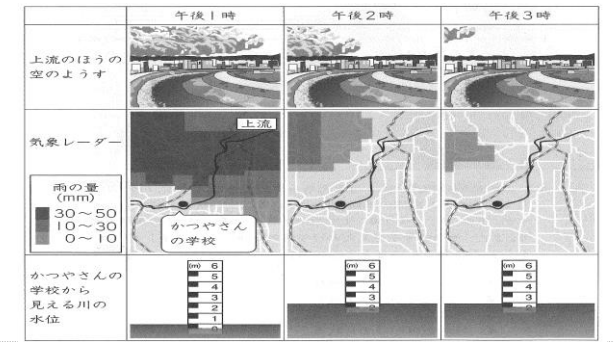 午後1時
午後2時
午後3時
上流のほうの
空のようす
気象レーダー
上流
雨の量
(mm)
30〜50
10〜30
0〜10
かつやさん
の学校
かつやさんの
学校から
見える川の
水位
(m) 6
5
4
3
2
1
0
(m) 6
5
4
3
2
(m) 6
5
4
3
2